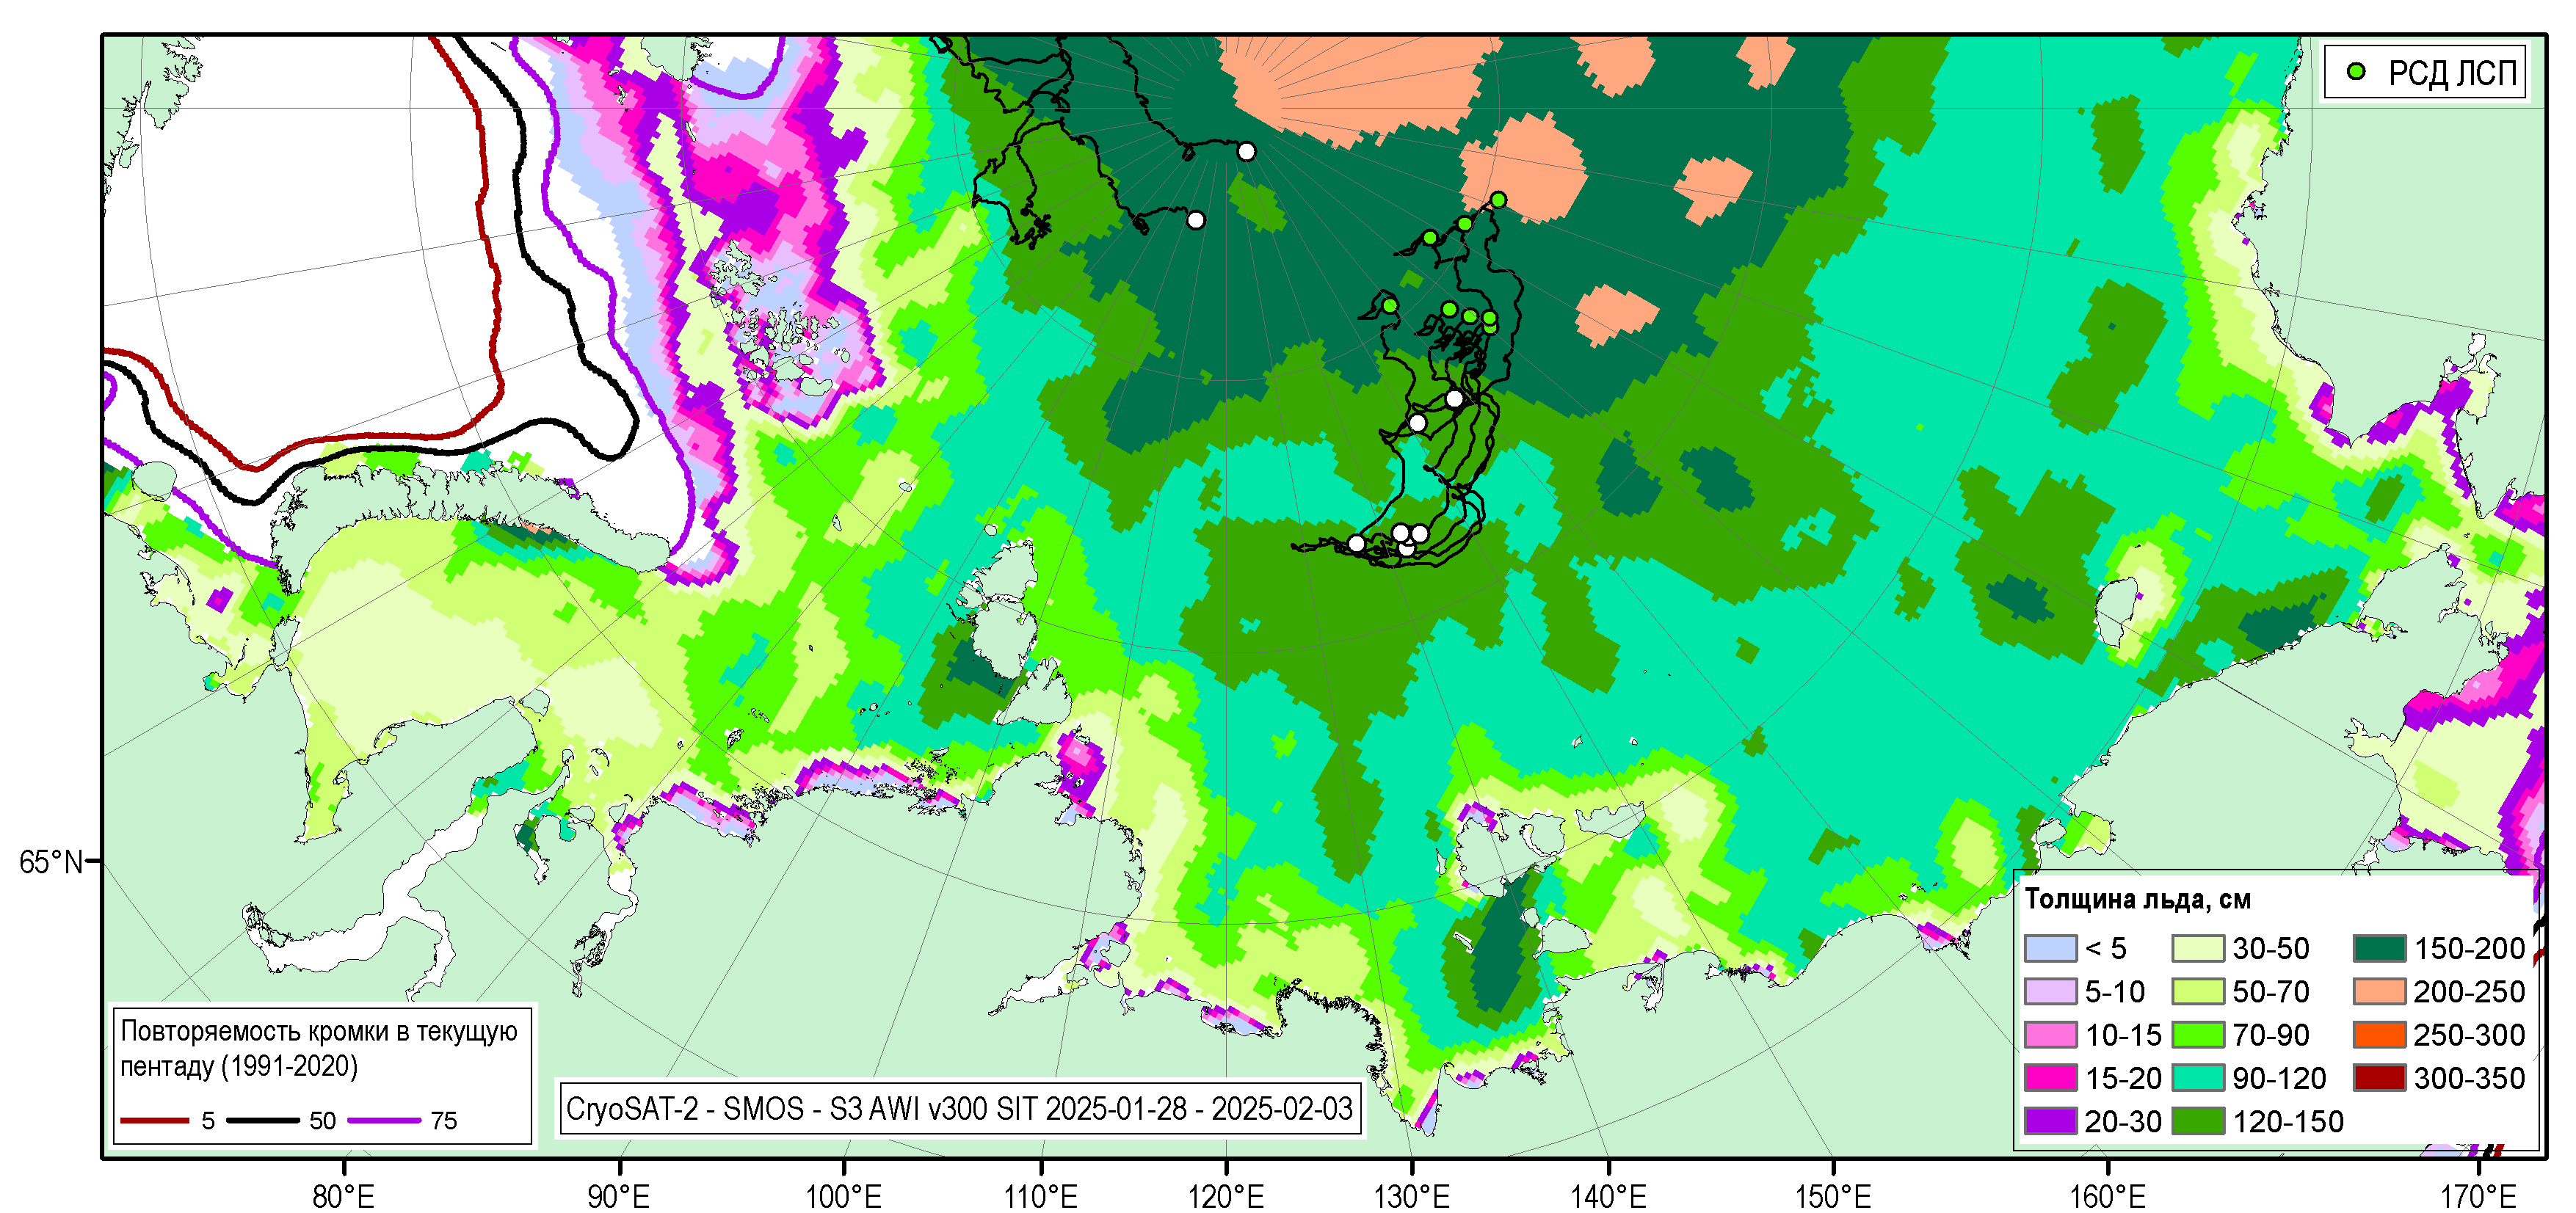 РСД ЛСП
65°N
Толщина льда, см
< 5
5-10
10-15
15-20
20-30
30-50
50-70
70-90
90-120
120-150
150-200
200-250
250-300
300-350
Повторяемость кромки в текущую
пентаду (1991-2020)
5 50 75
CryoSAT-2 - SMOS - S3 AWI v300 SIT 2025-01-28 - 2025-02-03
80°E 90°E 100°E 110°E 120°E 130°E 140°E 150°E 160°E 170°E